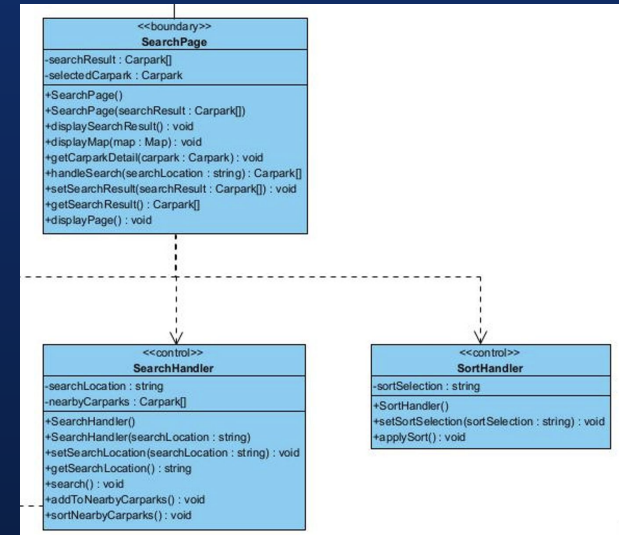 <<boundary>>
SearchPage
-searchResult : Carpark[]
-selectedCarpark : Carpark
+SearchPage()
+SearchPage(searchResult : Carpark[])
+displaySearchResult() : void
+displayMap(map : Map) : void
+getCarparkDetail(carpark : Carpark) : void
+handleSearch(searchLocation : string) : Carpark[]
+setSearchResult(searchResult : Carpark[]) : void
+getSearchResult() : Carpark[]
+displayPage() : void
<<control>>
SearchHandler
-searchLocation : string
-nearbyCarparks : Carpark[]
+SearchHandler()
+SearchHandler(searchLocation : string)
+setSearchLocation(searchLocation : string) : void
+getSearchLocation() : string
+search() : void
+addToNearbyCarparks() : void
+sortNearbyCarparks() : void
<<control>>
SortHandler
-sortSelection : string
+SortHandler()
+setSortSelection(sortSelection : string) : void
+applySort() : void